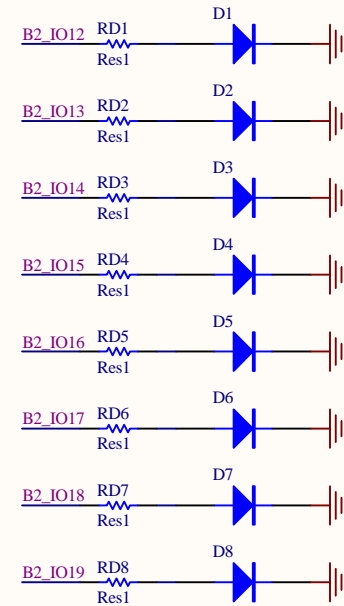 D1
B2_IO12 RD1
Res1
D2
B2_IO13 RD2
Res1
D3
B2_IO14 RD3
Res1
D4
B2_IO15 RD4
Res1
D5
B2_IO16 RD5
Res1
D6
B2_IO17 RD6
Res1
D7
B2_IO18 RD7
Res1
D8
B2_IO19 RD8
Res1